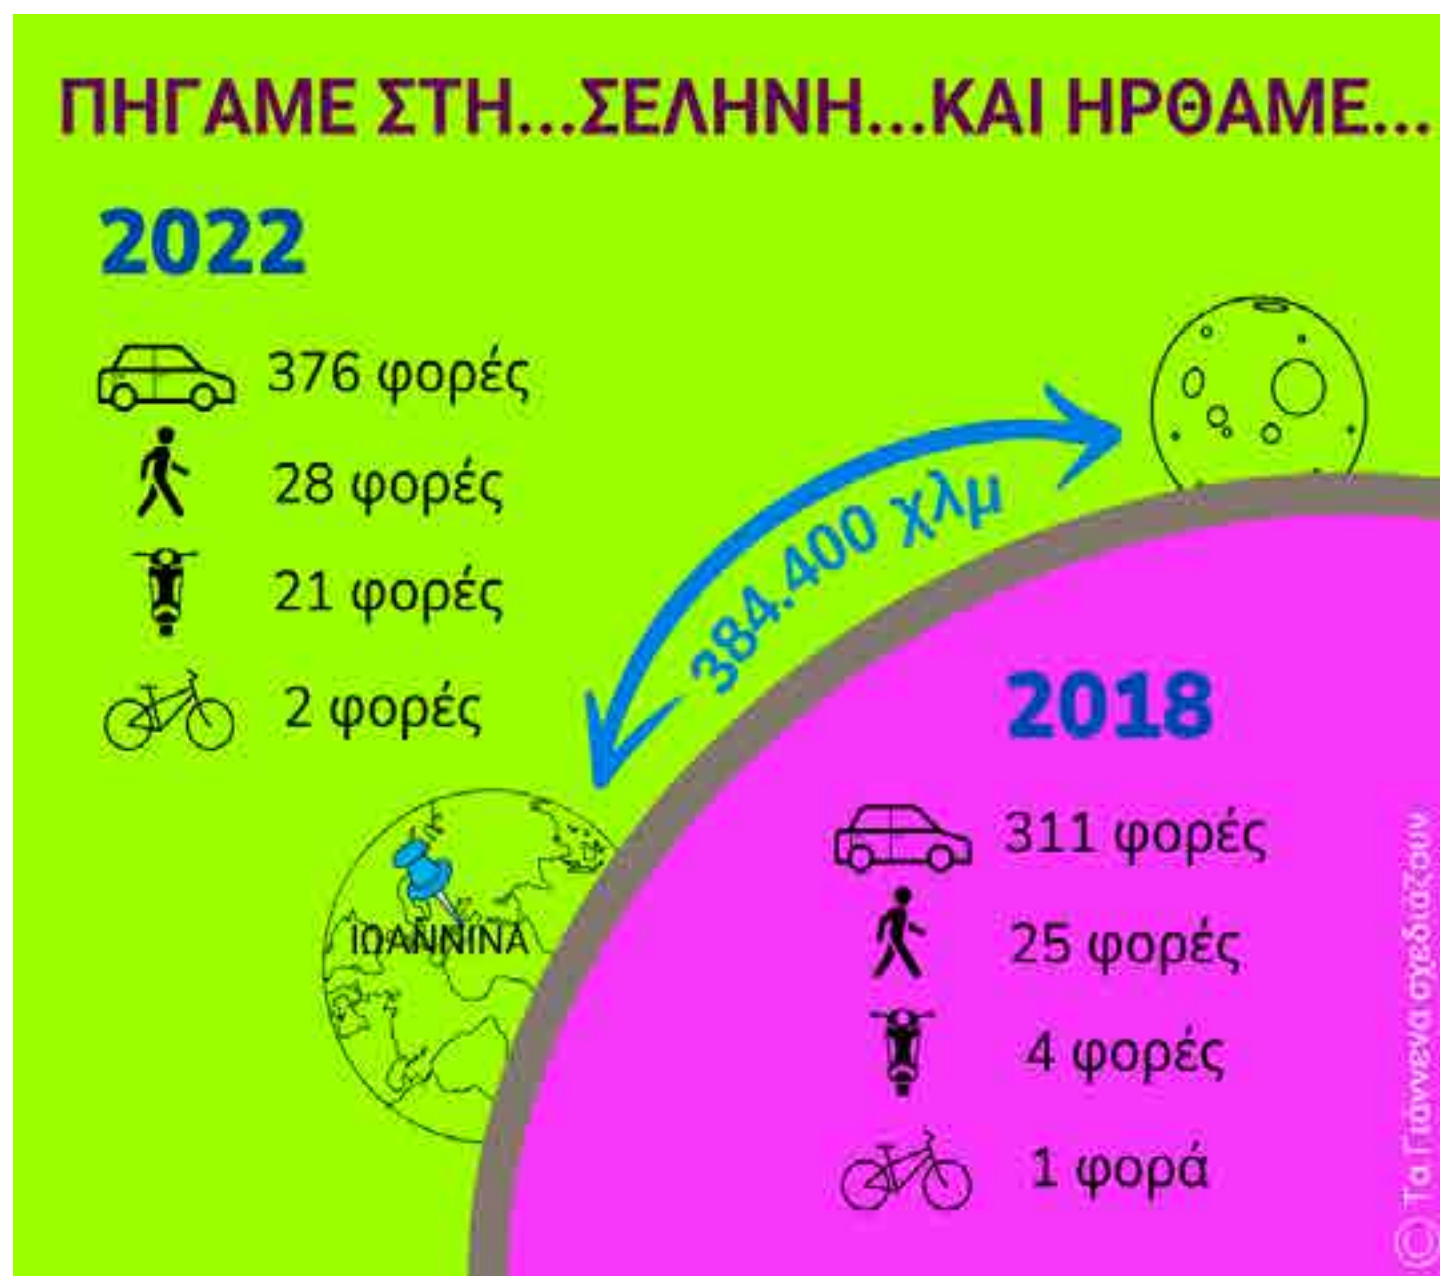 ΠΗΓΑΜΕ ΣΤΗ...ΣΕΛΗΝΗ...ΚΑΙ ΗΡΘΑΜΕ...
2022
376 φορές
28 φορές
21 φορές
2 φορές
384.400 χλμ
ΙΩΑΝΝΙΝΑ
2018
311 φορές
25 φορές
4 φορές
1 φορά
© Τα Γιάννενα σχεδιάζουν